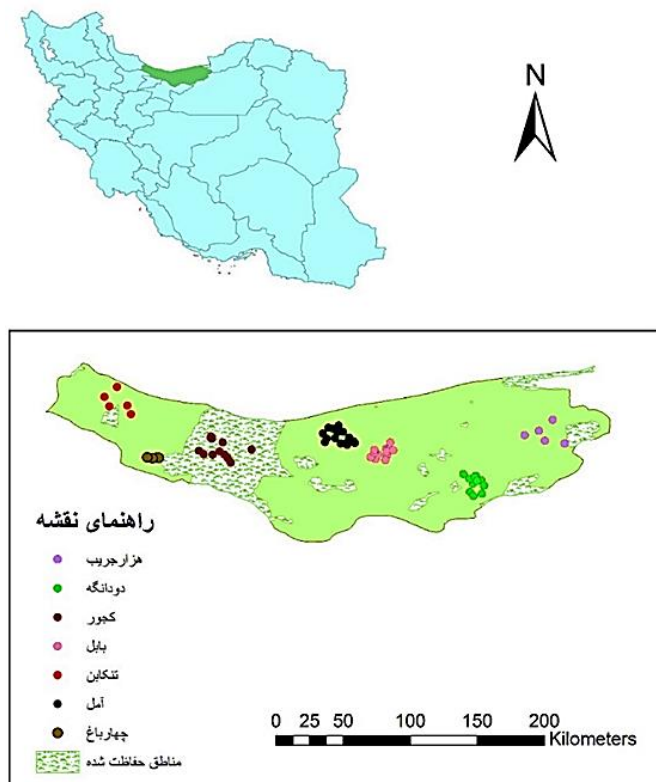 N
راهنمای نقشه
هزارجریب
دودانگه
کجور
بابل
تنکابن
آمل
چهارباغ
مناطق حفاظت شده
0 25 50 100 150 200
Kilometers